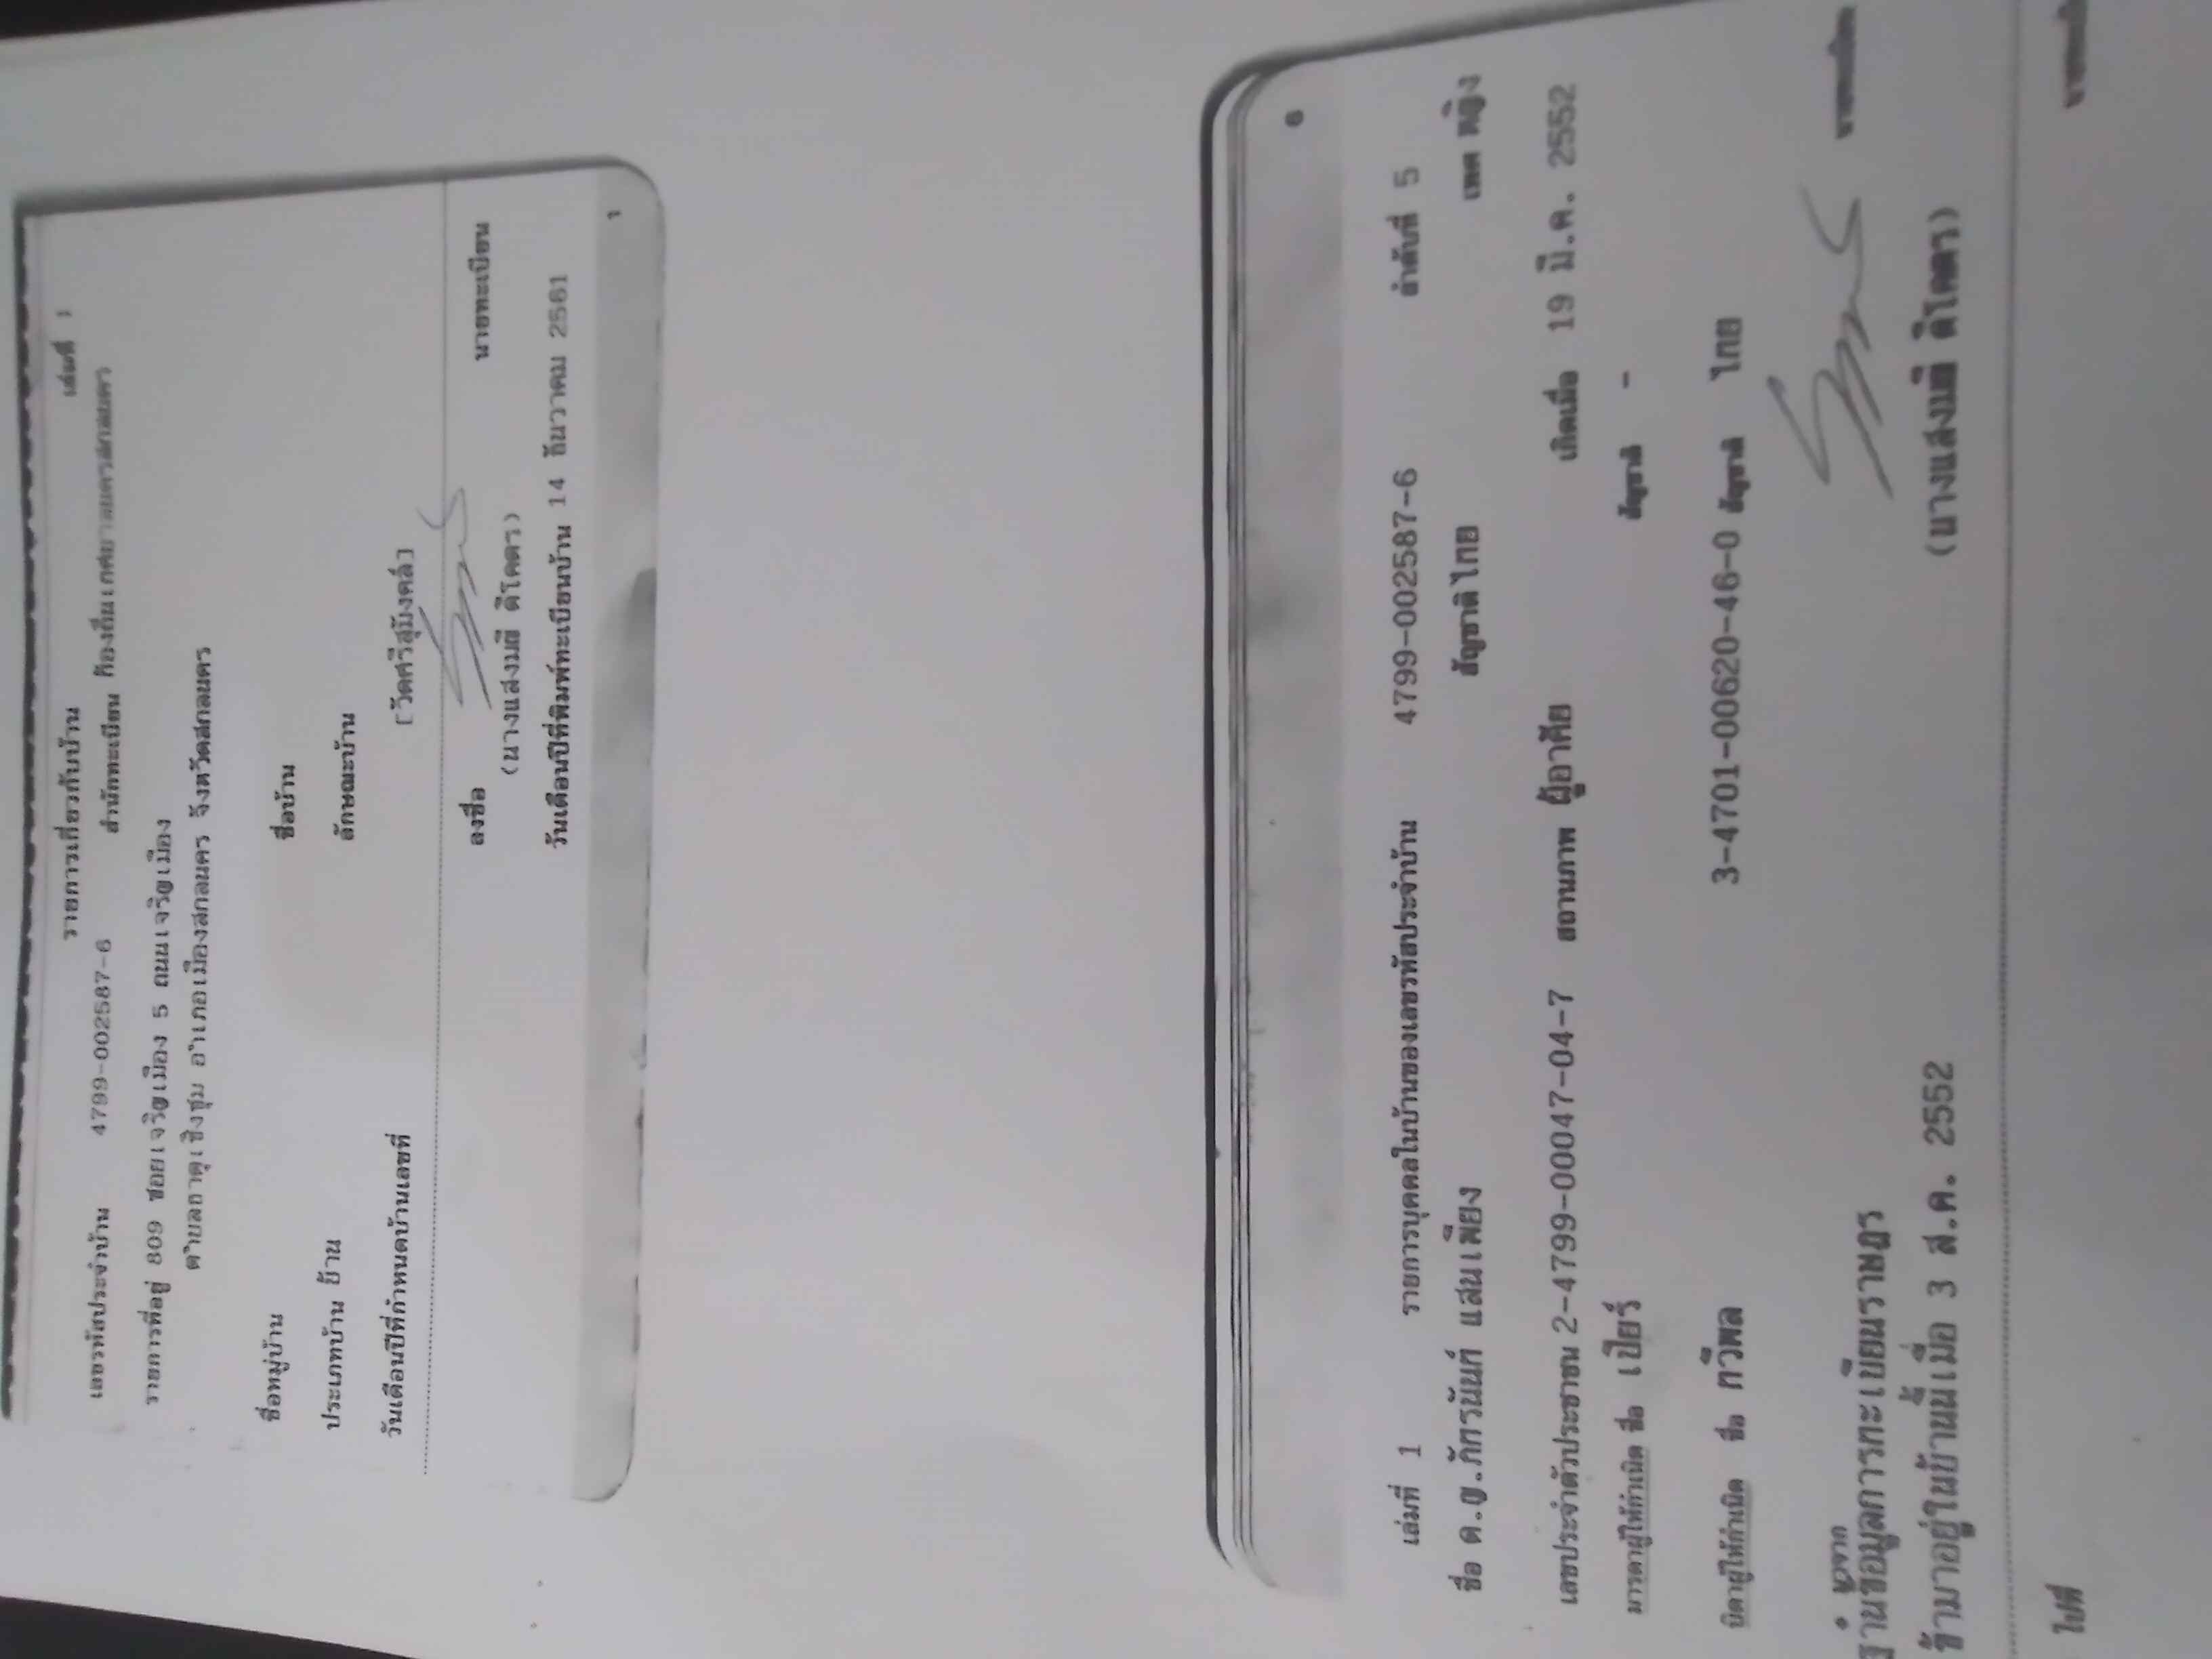 รายการเกี่ยวกับบ้าน เล่มที่ 1
เลขรหัสประจำบ้าน 4799-002587-6 สำนักทะเบียน ท้องถิ่นเทศบาลนครสกลนคร
รายการที่อยู่ 809 ซอยเจริญเมือง 5 ถนนเจริญเมือง
ตำบลธาตุเชิงชุม อำเภอเมืองสกลนคร จังหวัดสกลนคร
ชื่อหมู่บ้าน ชื่อบ้าน
ประเภทบ้าน บ้าน ลักษณะบ้าน
วันเดือนปีที่กำหนดบ้านเลขที่
[วัดศรีสุมังคล์]
ลงชื่อ นายทะเบียน
(นางแสงมณี ดีโคตร)
วันเดือนปีที่พิมพ์ทะเบียนบ้าน 14 ธันวาคม 2561
1
6
เล่มที่ 1 รายการบุคคลในบ้านของเลขรหัสประจำบ้าน 4799-002587-6 ลำดับที่ 5
ชื่อ ด.ญ.ภัทรนันท์ แสนเพียง สัญชาติ ไทย เพศ หญิง
เลขประจำตัวประชาชน 2-4799-00047-04-7 สถานภาพ ผู้อาศัย เกิดเมื่อ 19 มี.ค. 2552
มารดาผู้ให้กำเนิด ชื่อ เปียร์ สัญชาติ -
บิดาผู้ให้กำเนิด ชื่อ ทวีพล 3-4701-00620-46-0 สัญชาติ ไทย
มาจาก
ฐานข้อมูลการทะเบียนราษฎร นายทะเบียน
เข้ามาอยู่ในบ้านนี้เมื่อ 3 ส.ค. 2552 (นางแสงมณี ดีโคตร)
ไปที่ นายทะเบียน